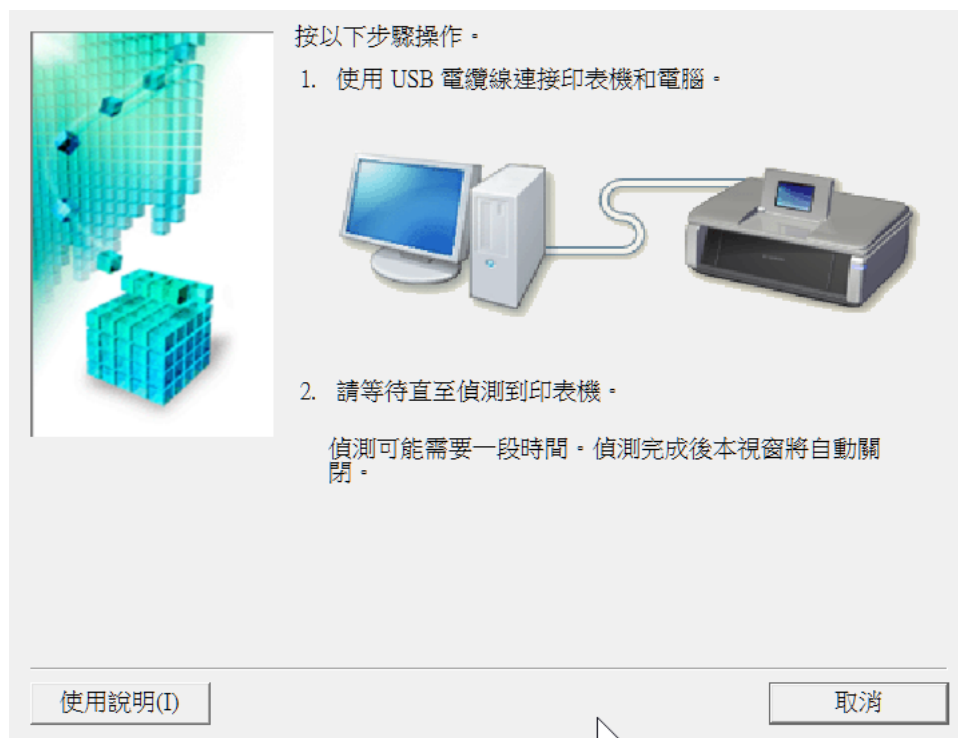 按以下步驟操作。
1. 使用 USB 電纜線連接印表機和電腦。
2. 請等待直至偵測到印表機。
偵測可能需要一段時間。偵測完成後本視窗將自動關
閉。
使用說明(I)
取消